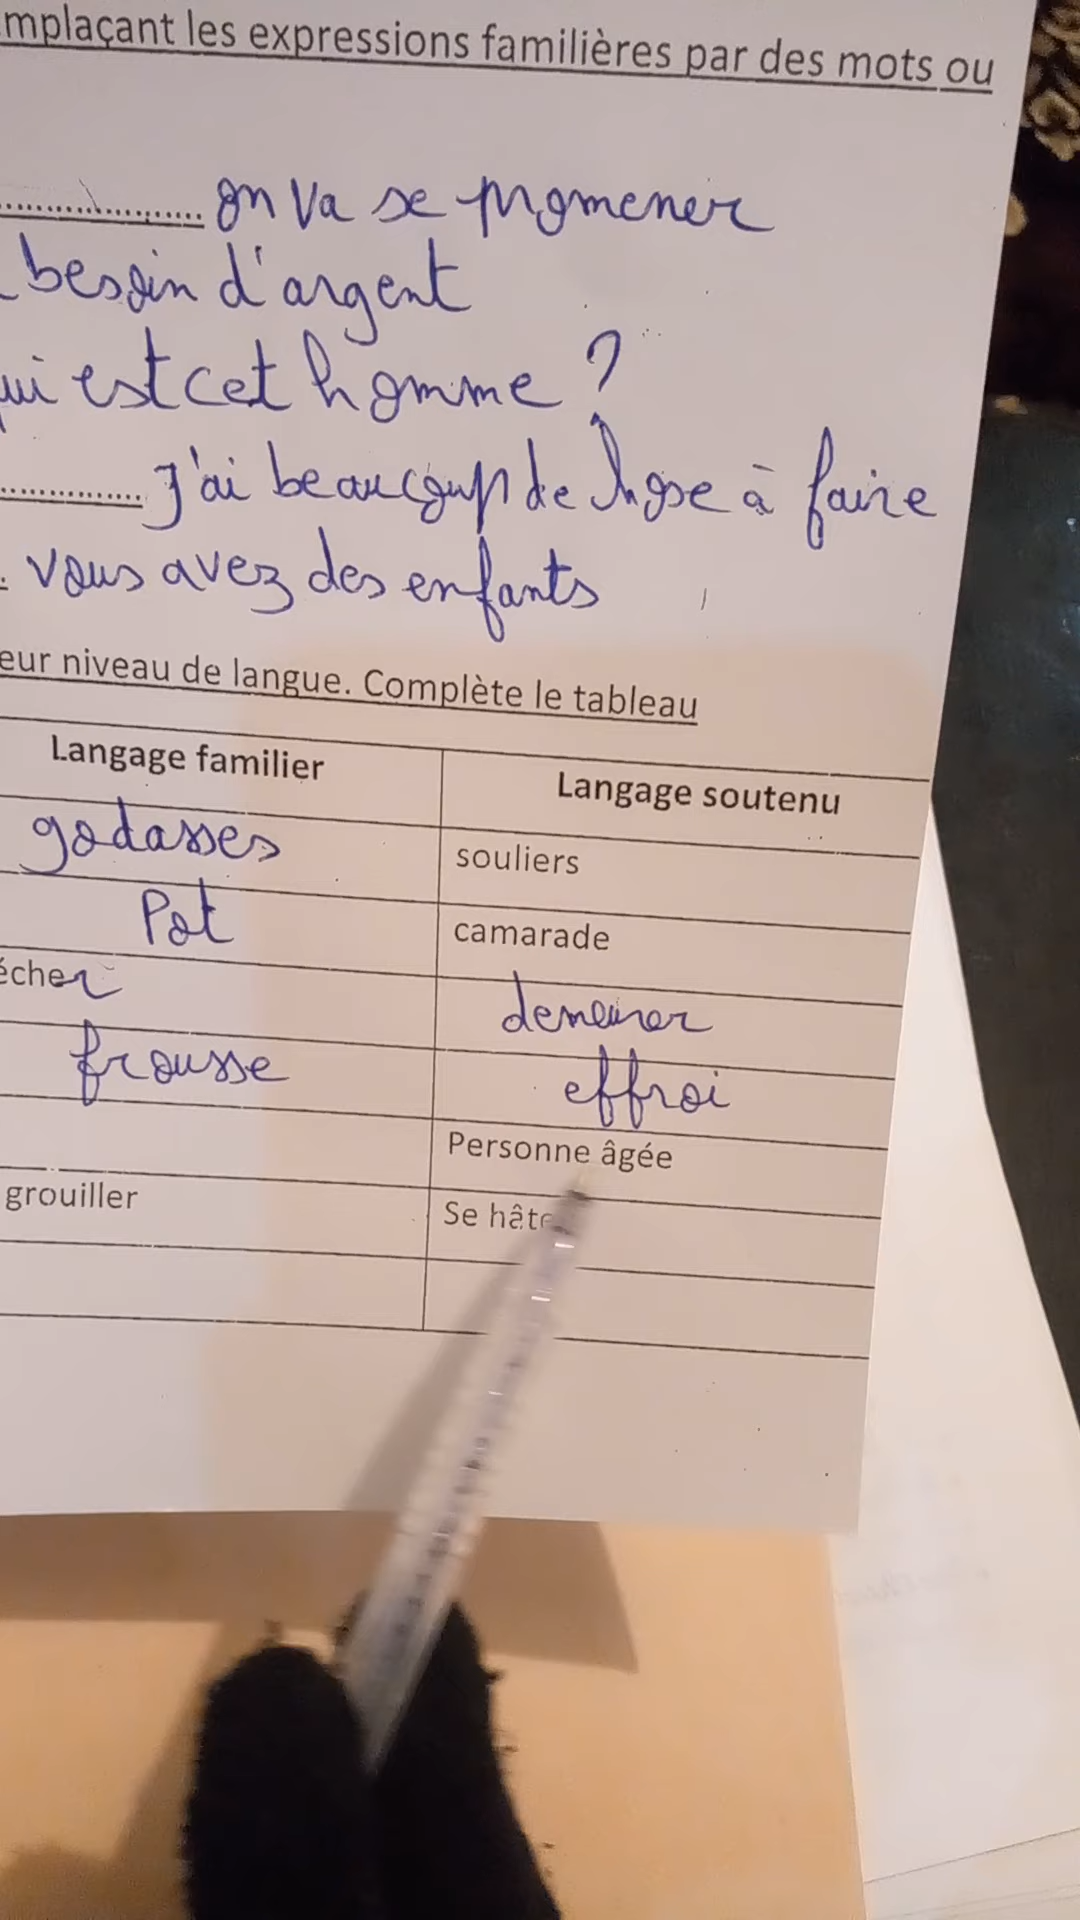 mplaçant les expressions familières par des mots ou
on va se promener
besoin d'argent
ui est cet homme ?
J'ai beaucoup de hose à faire
vous avez des enfants
eur niveau de langue. Complète le tableau
Langage familier Langage soutenu
godasses souliers
Pot camarade
écher demeurer
frousse effroi
Personne âgée
grouiller Se hâte